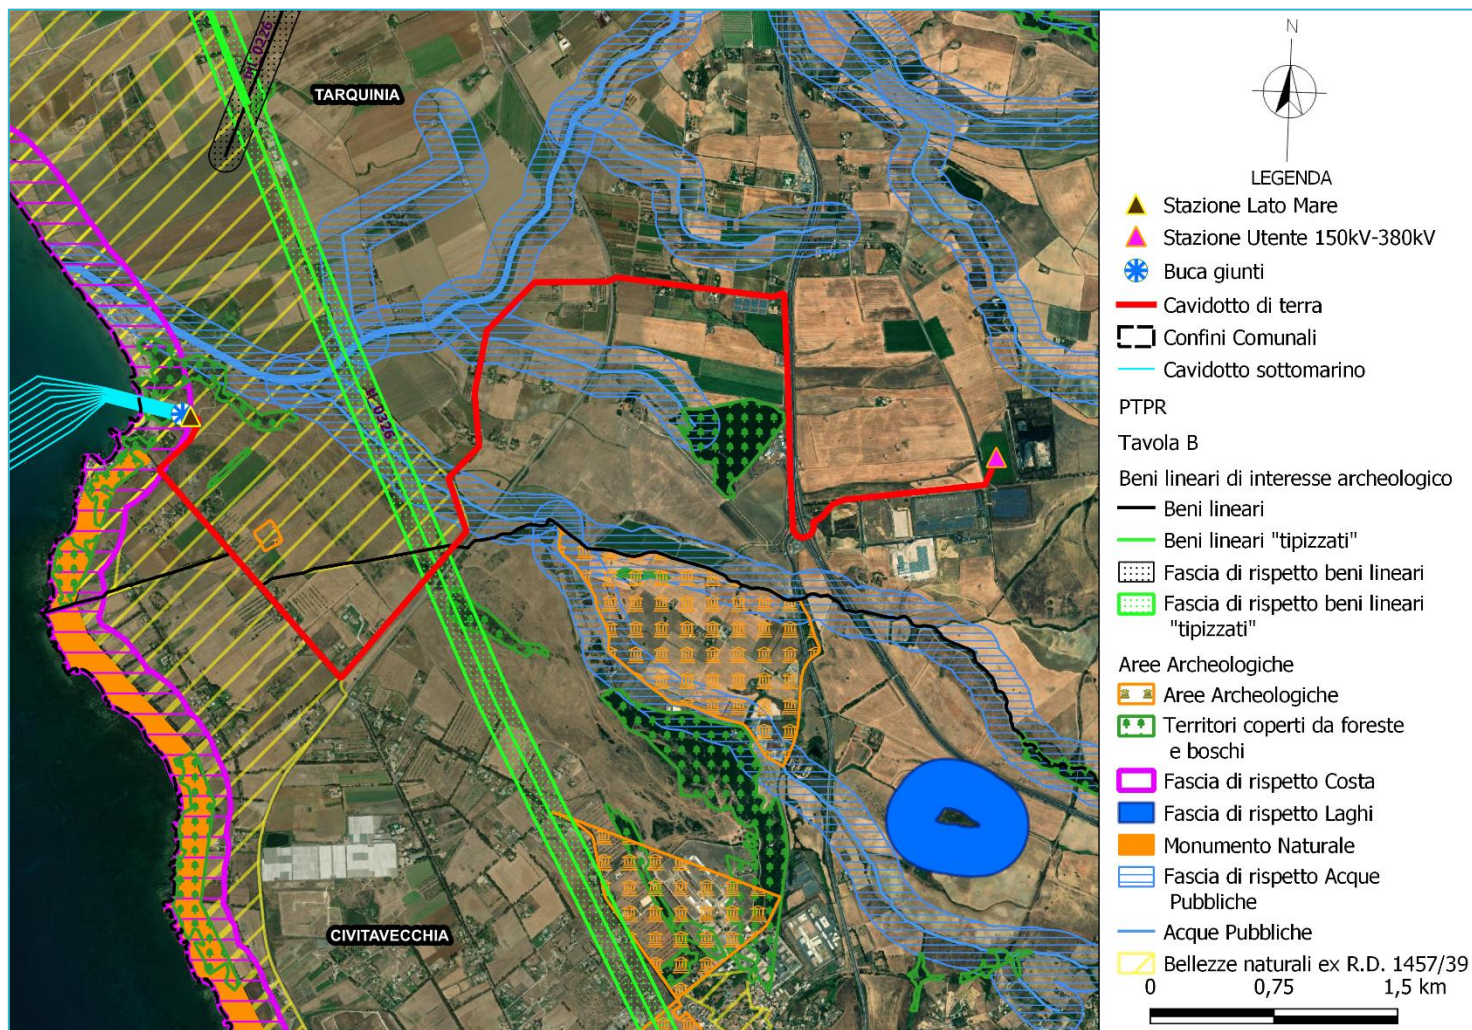 TARQUINIA
CIVITAVECCHIA
N
LEGENDA
Stazione Lato Mare
Stazione Utente 150kV-380kV
Buca giunti
Cavidotto di terra
Confini Comunali
Cavidotto sottomarino
PTPR
Tavola B
Beni lineari di interesse archeologico
Beni lineari
Beni lineari "tipizzati"
Fascia di rispetto beni lineari
Fascia di rispetto beni lineari
"tipizzati"
Aree Archeologiche
Aree Archeologiche
Territori coperti da foreste
e boschi
Fascia di rispetto Costa
Fascia di rispetto Laghi
Monumento Naturale
Fascia di rispetto Acque
Pubbliche
Acque Pubbliche
Bellezze naturali ex R.D. 1457/39
0 0,75 1,5 km